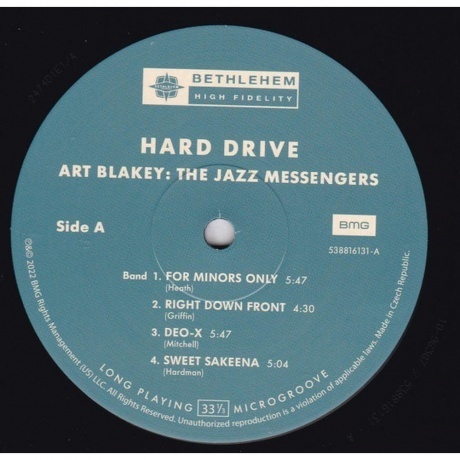 BETHLEHEM
HIGH FIDELITY
HARD DRIVE
ART BLAKEY: THE JAZZ MESSENGERS
Side A
BMG
538816131-A
Band 1. FOR MINORS ONLY 5:47
(Heath)
2. RIGHT DOWN FRONT 4:30
(Griffin)
3. DEO-X 5:47
(Mitchell)
4. SWEET SAKEENA 5:04
(Hardman)
LONG PLAYING 33 1/3 MICROGROOVE
℗&© 2022 BMG Rights Management (US) LLC. All Rights Reserved. Unauthorized reproduction is a violation of applicable laws. Made in Czech Republic.